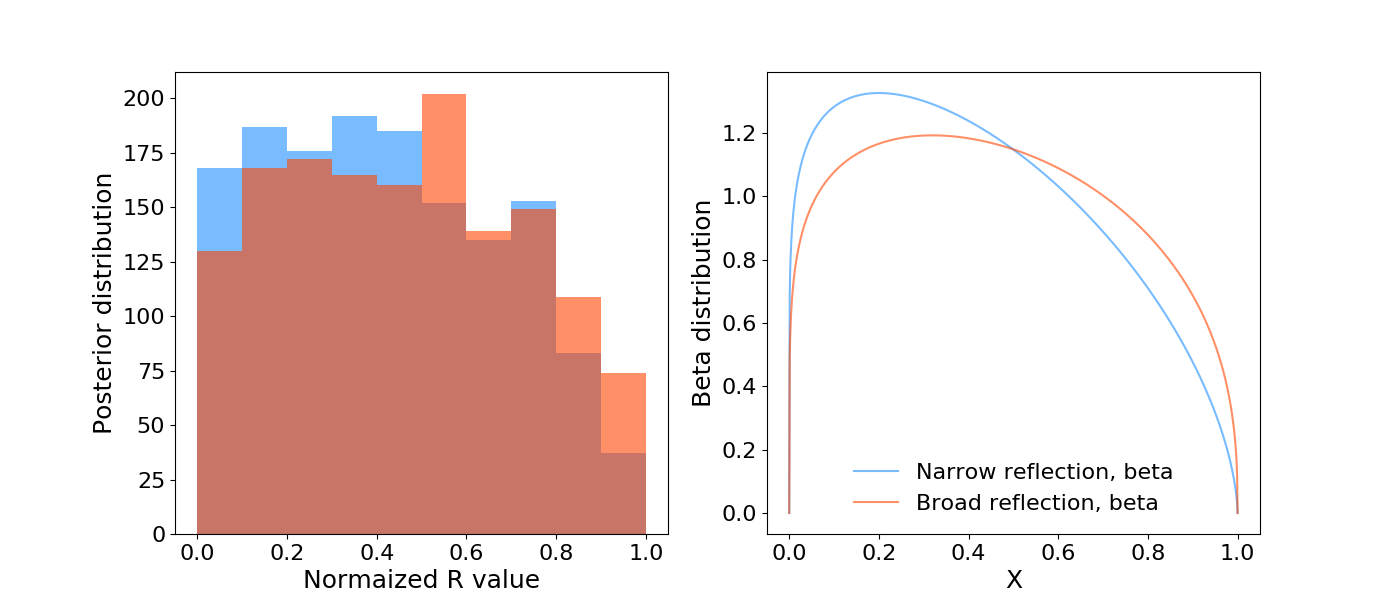 Posterior distribution
200
175
150
125
100
75
50
25
0
0.0 0.2 0.4 0.6 0.8 1.0
Normaized R value
Beta distribution
1.2
1.0
0.8
0.6
0.4
0.2
0.0
Narrow reflection, beta
Broad reflection, beta
0.0 0.2 0.4 0.6 0.8 1.0
X